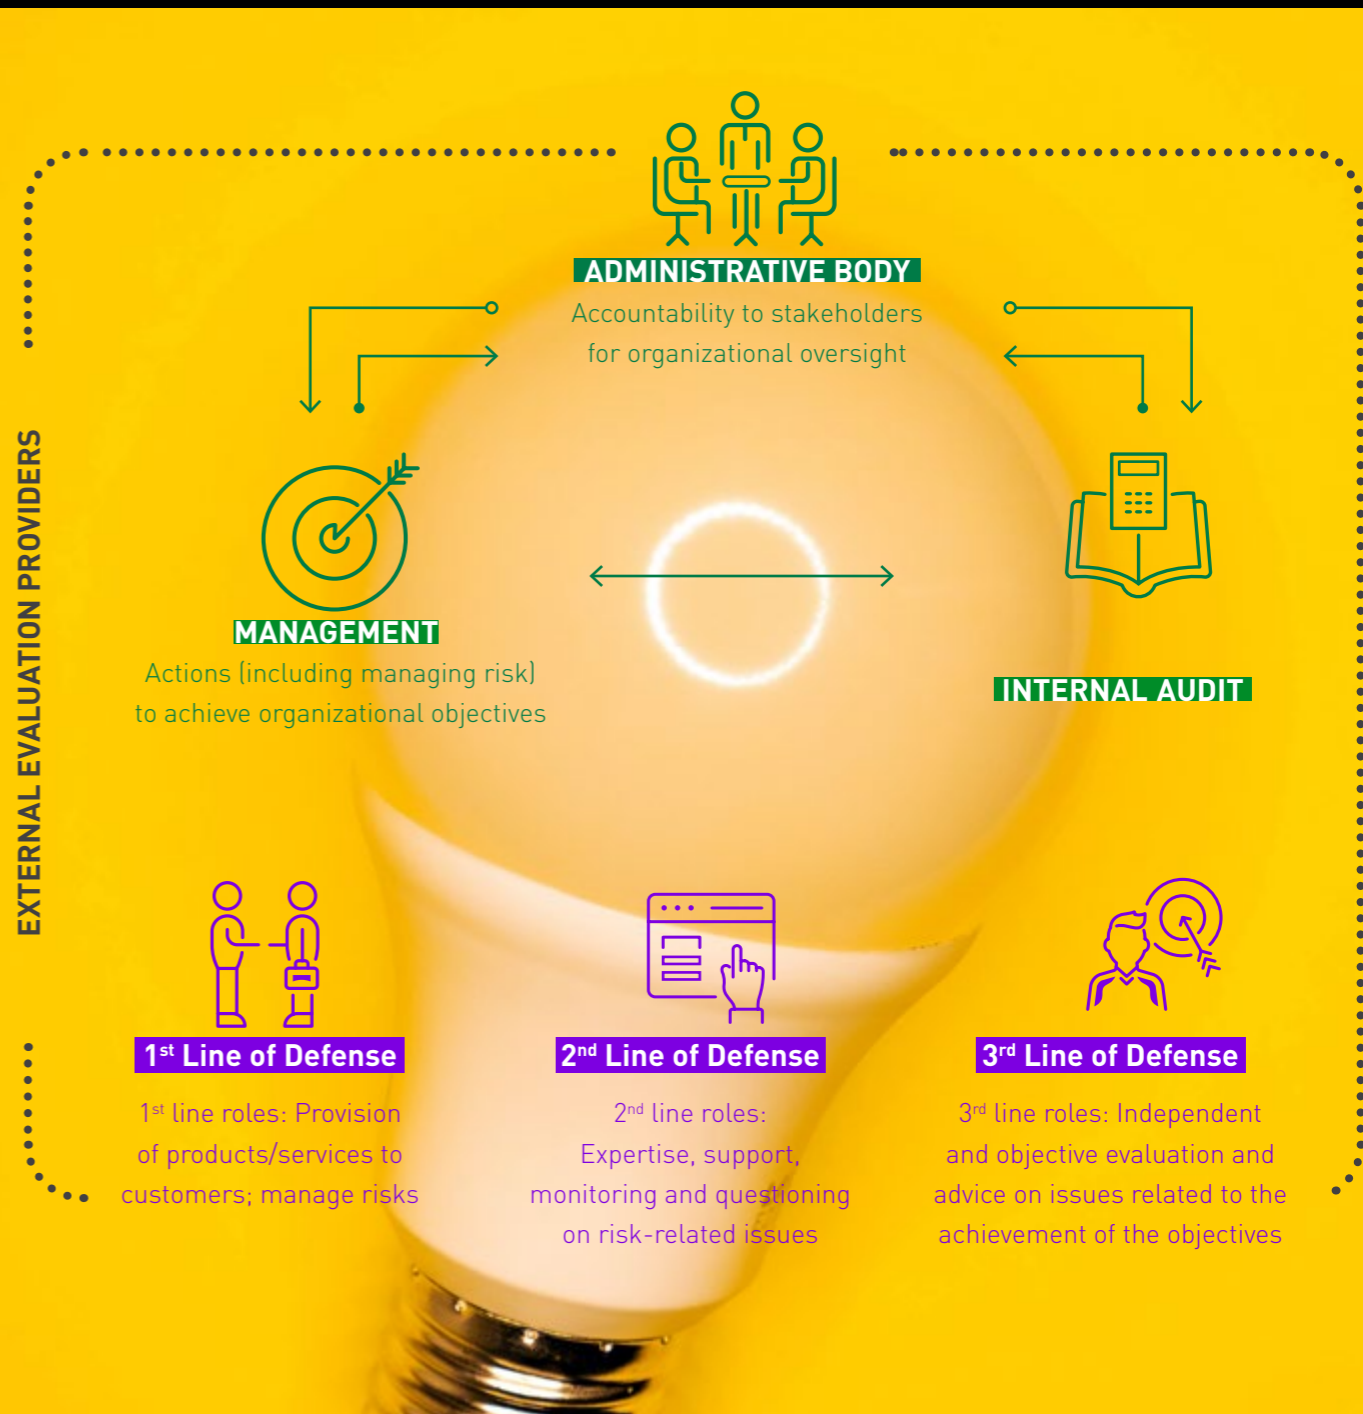 ADMINISTRATIVE BODY
Accountability to stakeholders
for organizational oversight
EXTERNAL EVALUATION PROVIDERS
MANAGEMENT
Actions (including managing risk)
to achieve organizational objectives
INTERNAL AUDIT
1st Line of Defense
1st line roles: Provision
of products/services to
customers; manage risks
2nd Line of Defense
2nd line roles:
Expertise, support,
monitoring and questioning
on risk-related issues
3rd Line of Defense
3rd line roles: Independent
and objective evaluation and
advice on issues related to the
achievement of the objectives